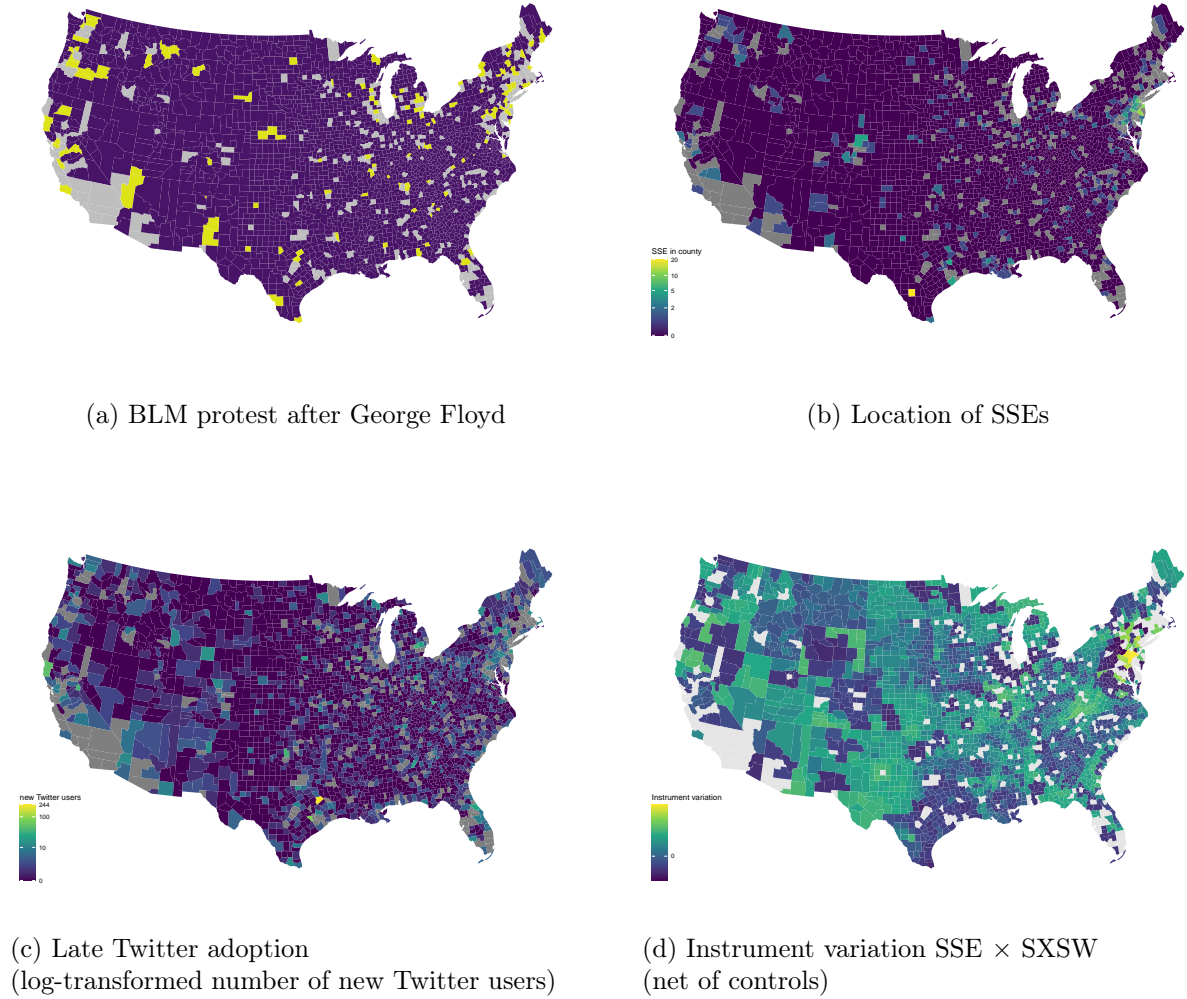 SSE in county
20
10
5
2
0
(a) BLM protest after George Floyd
(b) Location of SSEs
new Twitter users
244
100
10
0
Instrument variation
0
(c) Late Twitter adoption
(log-transformed number of new Twitter users)
(d) Instrument variation SSE × SXSW
(net of controls)